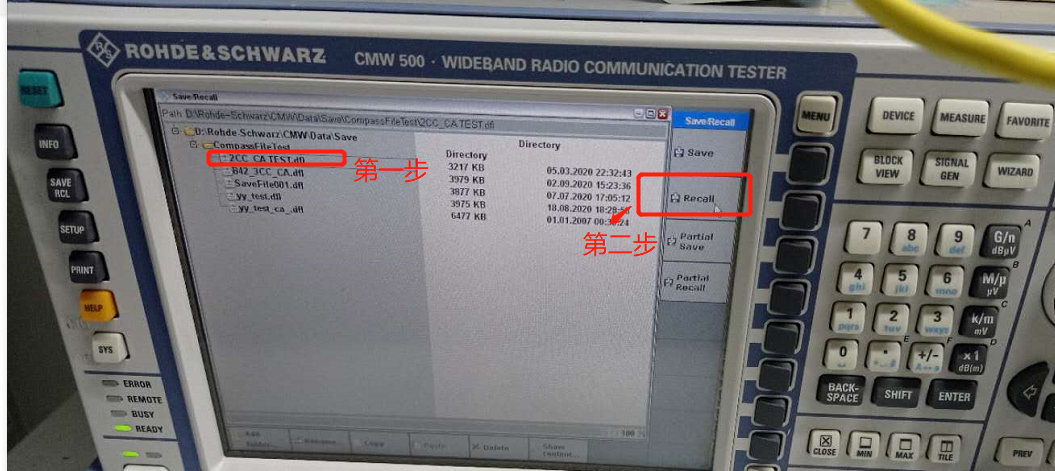 ROHDE&SCHWARZ CMW 500 · WIDEBAND RADIO COMMUNICATION TESTER
RESET
INFO
SAVE
RCL
SETUP
PRINT
HELP
SYS
ERROR
REMOTE
BUSY
READY
Save/Recall
Path D:\Rohde-Schwarz\CMW\Data\Save\CompassFileTest\2CC_CA TEST.dfl
D:\Rohde-Schwarz\CMW\Data\Save
CompassFileTest
2CC_CA TEST.dfl
B42_3CC_CA.dfl
SaveFile001.dfl
yy_test.dfl
yy_test_ca_.dfl
第一步
Directory
3217 KB
3979 KB
3877 KB
3975 KB
6477 KB
Directory
05.03.2020 22:32:43
02.09.2020 15:23:36
07.07.2020 17:05:12
18.08.2020 18:28:
01.01.2007 00: :24
第二步
Save/Recall
Save
Recall
Partial
Save
Partial
Recall
Rename
Copy
Paste
Delete
Show
MENU
DEVICE
MEASURE
FAVORITE
BLOCK
VIEW
SIGNAL
GEN
WIZARD
7
8
abc
9
def
G/n
dBµV
A
4
ghi
5
jkl
6
mno
M/µ
µV
B
1
pqrs
2
tuv
3
wxyz
k/m
mV
C
0
.
+/-
x1
dB(m)
D
E
F
BACK-
SPACE
SHIFT
ENTER
CLOSE
MIN
MAX
TILE
PREV